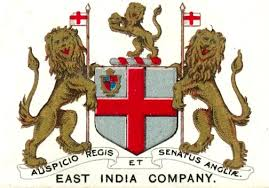 AUSPICIO REGIS ET SENATUS ANGLIÆ.
EAST INDIA COMPANY.